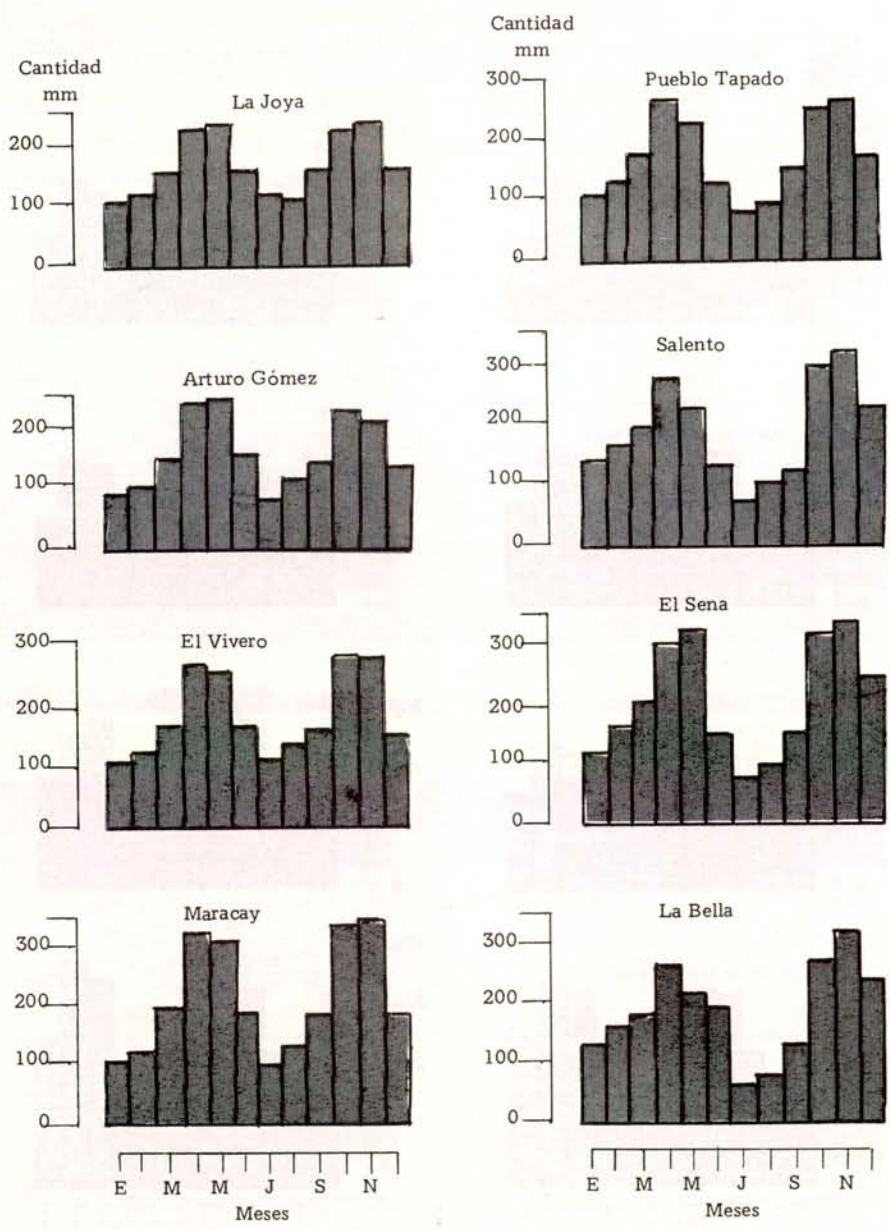 Cantidad
mm
La Joya
200
100
0
Arturo Gómez
200
100
0
El Vivero
300
200
100
0
Maracay
300
200
100
0
E M M J S N
Meses
Cantidad
mm
Pueblo Tapado
300
200
100
0
Salento
300
200
100
0
El Sena
300
200
100
0
La Bella
300
200
100
0
E M M J S N
Meses